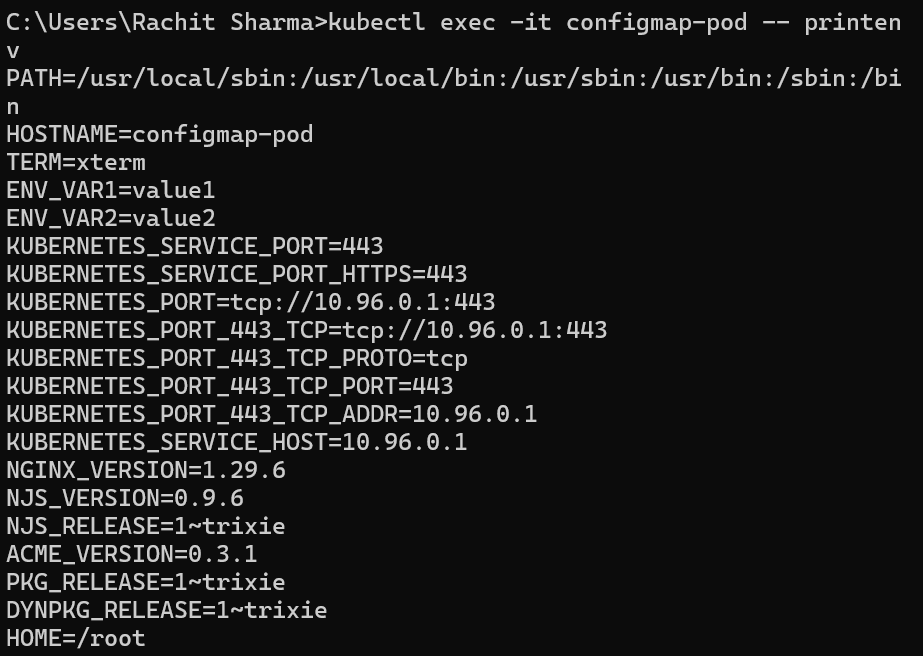 C:\Users\Rachit Sharma>kubectl exec -it configmap-pod -- printen
v
PATH=/usr/local/sbin:/usr/local/bin:/usr/sbin:/usr/bin:/sbin:/bi
n
HOSTNAME=configmap-pod
TERM=xterm
ENV_VAR1=value1
ENV_VAR2=value2
KUBERNETES_SERVICE_PORT=443
KUBERNETES_SERVICE_PORT_HTTPS=443
KUBERNETES_PORT=tcp://10.96.0.1:443
KUBERNETES_PORT_443_TCP=tcp://10.96.0.1:443
KUBERNETES_PORT_443_TCP_PROTO=tcp
KUBERNETES_PORT_443_TCP_PORT=443
KUBERNETES_PORT_443_TCP_ADDR=10.96.0.1
KUBERNETES_SERVICE_HOST=10.96.0.1
NGINX_VERSION=1.29.6
NJS_VERSION=0.9.6
NJS_RELEASE=1~trixie
ACME_VERSION=0.3.1
PKG_RELEASE=1~trixie
DYNPKG_RELEASE=1~trixie
HOME=/root